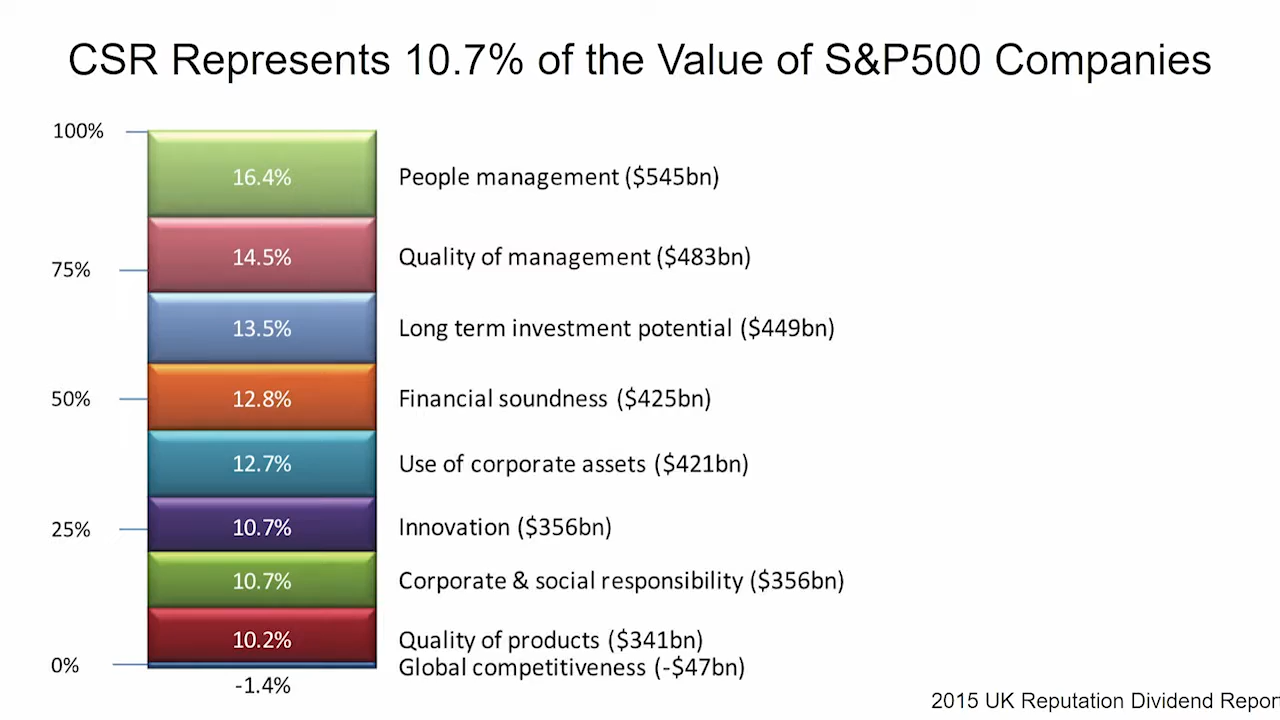 CSR Represents 10.7% of the Value of S&P500 Companies
100%
16.4% People management ($545bn)
14.5% Quality of management ($483bn)
75%
13.5% Long term investment potential ($449bn)
50% 12.8% Financial soundness ($425bn)
12.7% Use of corporate assets ($421bn)
25% 10.7% Innovation ($356bn)
10.7% Corporate & social responsibility ($356bn)
10.2% Quality of products ($341bn)
0% Global competitiveness (-$47bn)
-1.4%
2015 UK Reputation Dividend Repor